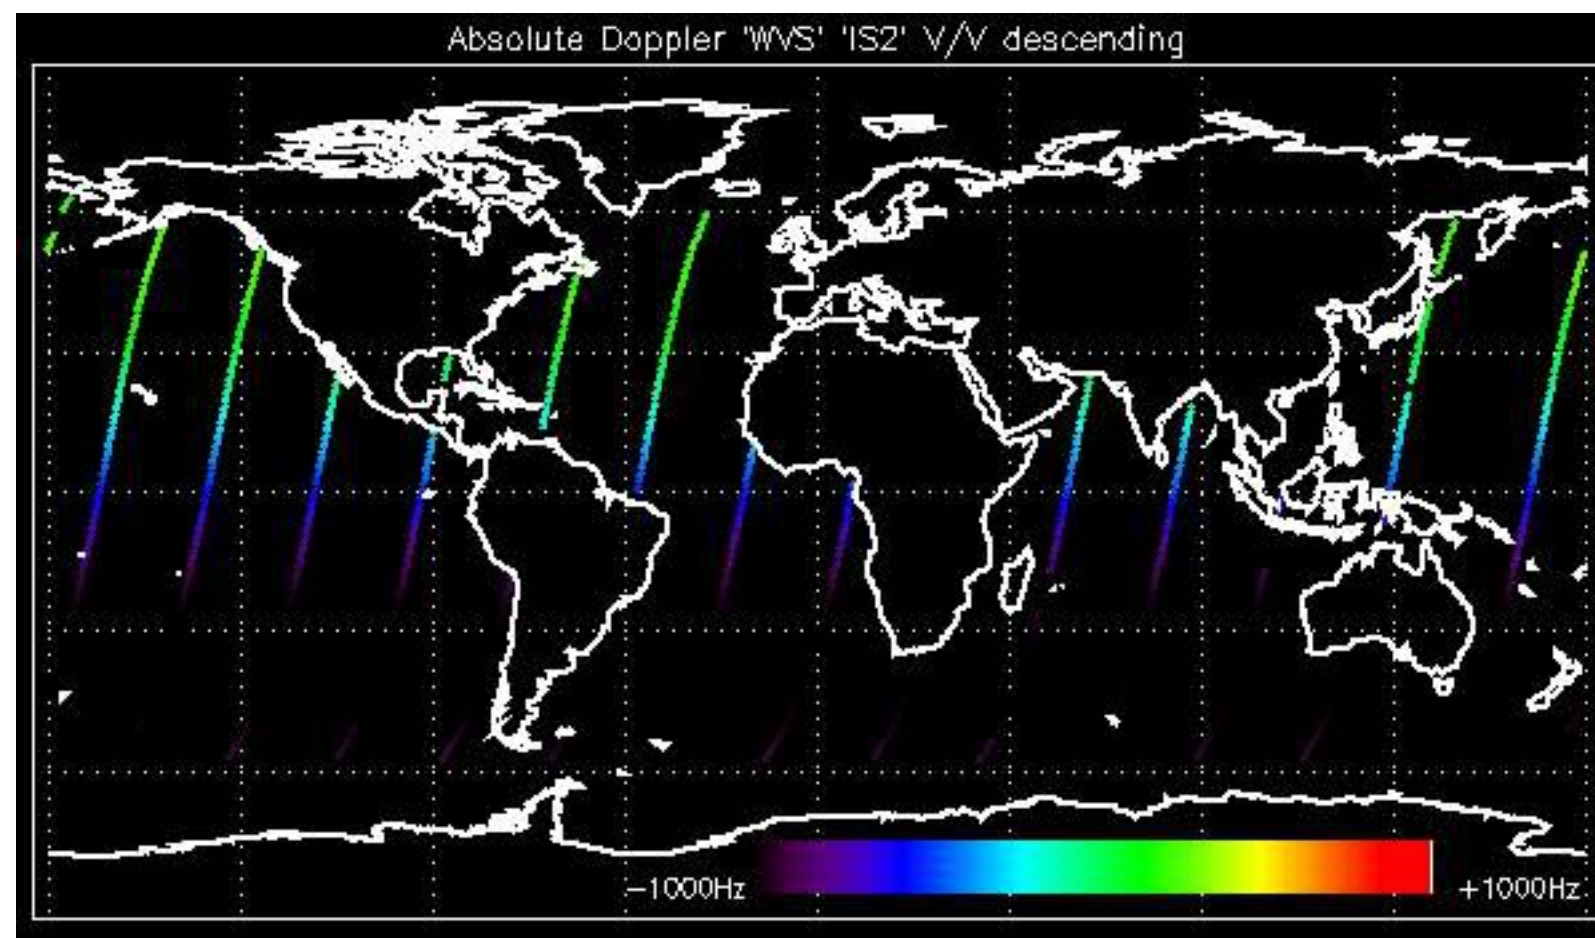 Absolute Doppler 'WVS' 'IS2' V/V descending
−1000Hz +1000Hz